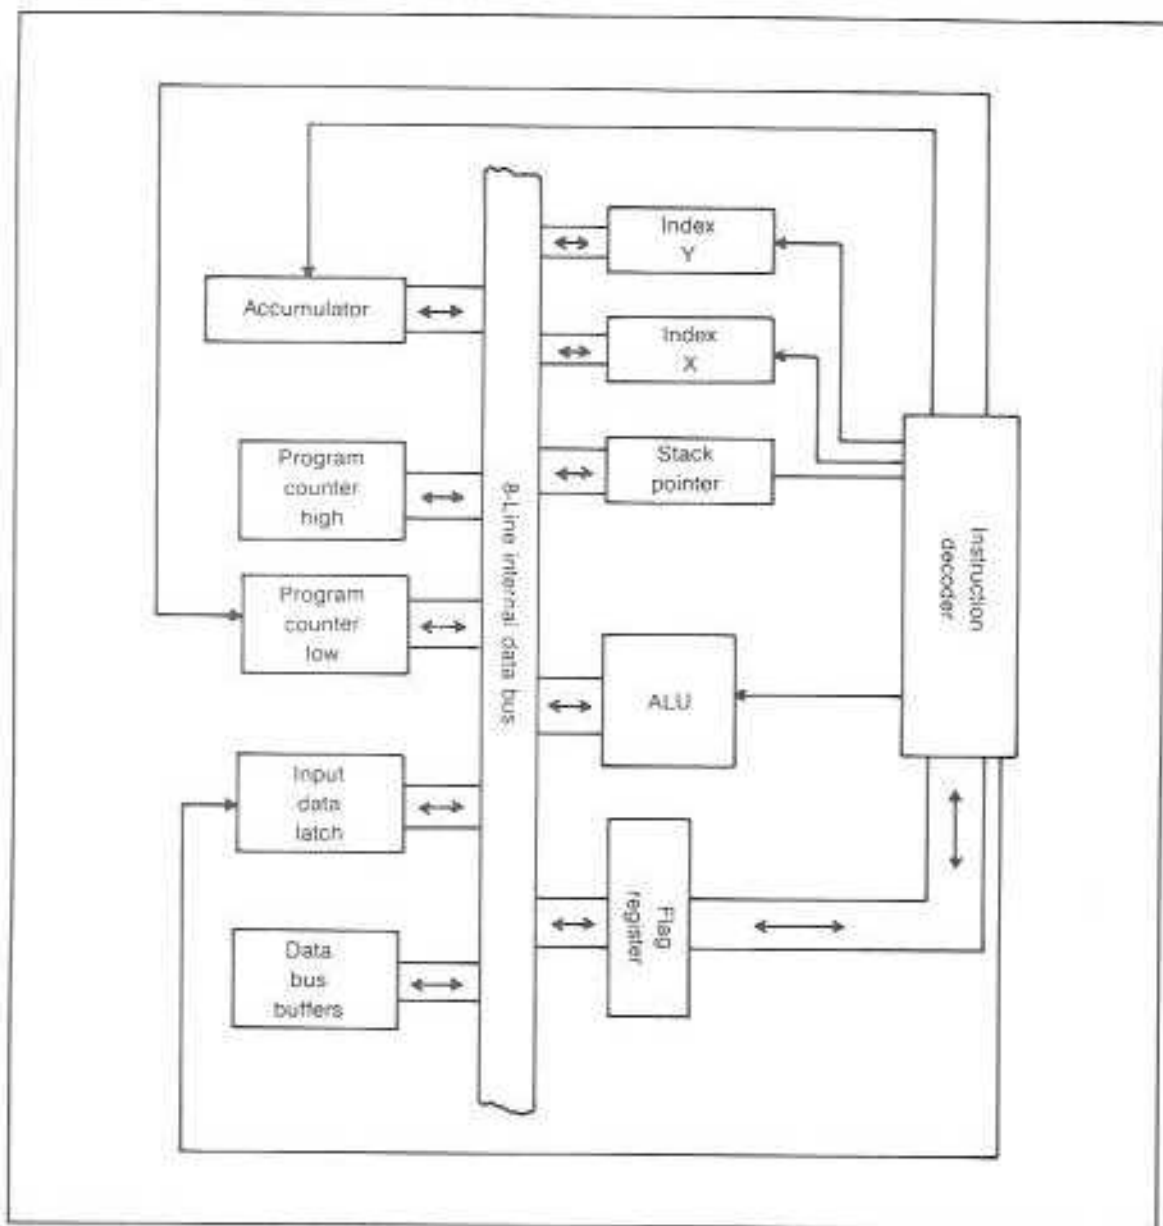 Index
Y
Accumulator
Index
X
Program
counter
high
Stack
pointer
8-Line internal data bus
Instruction
decoder
Program
counter
low
ALU
Input
data
latch
Flag
register
Data
bus
buffers